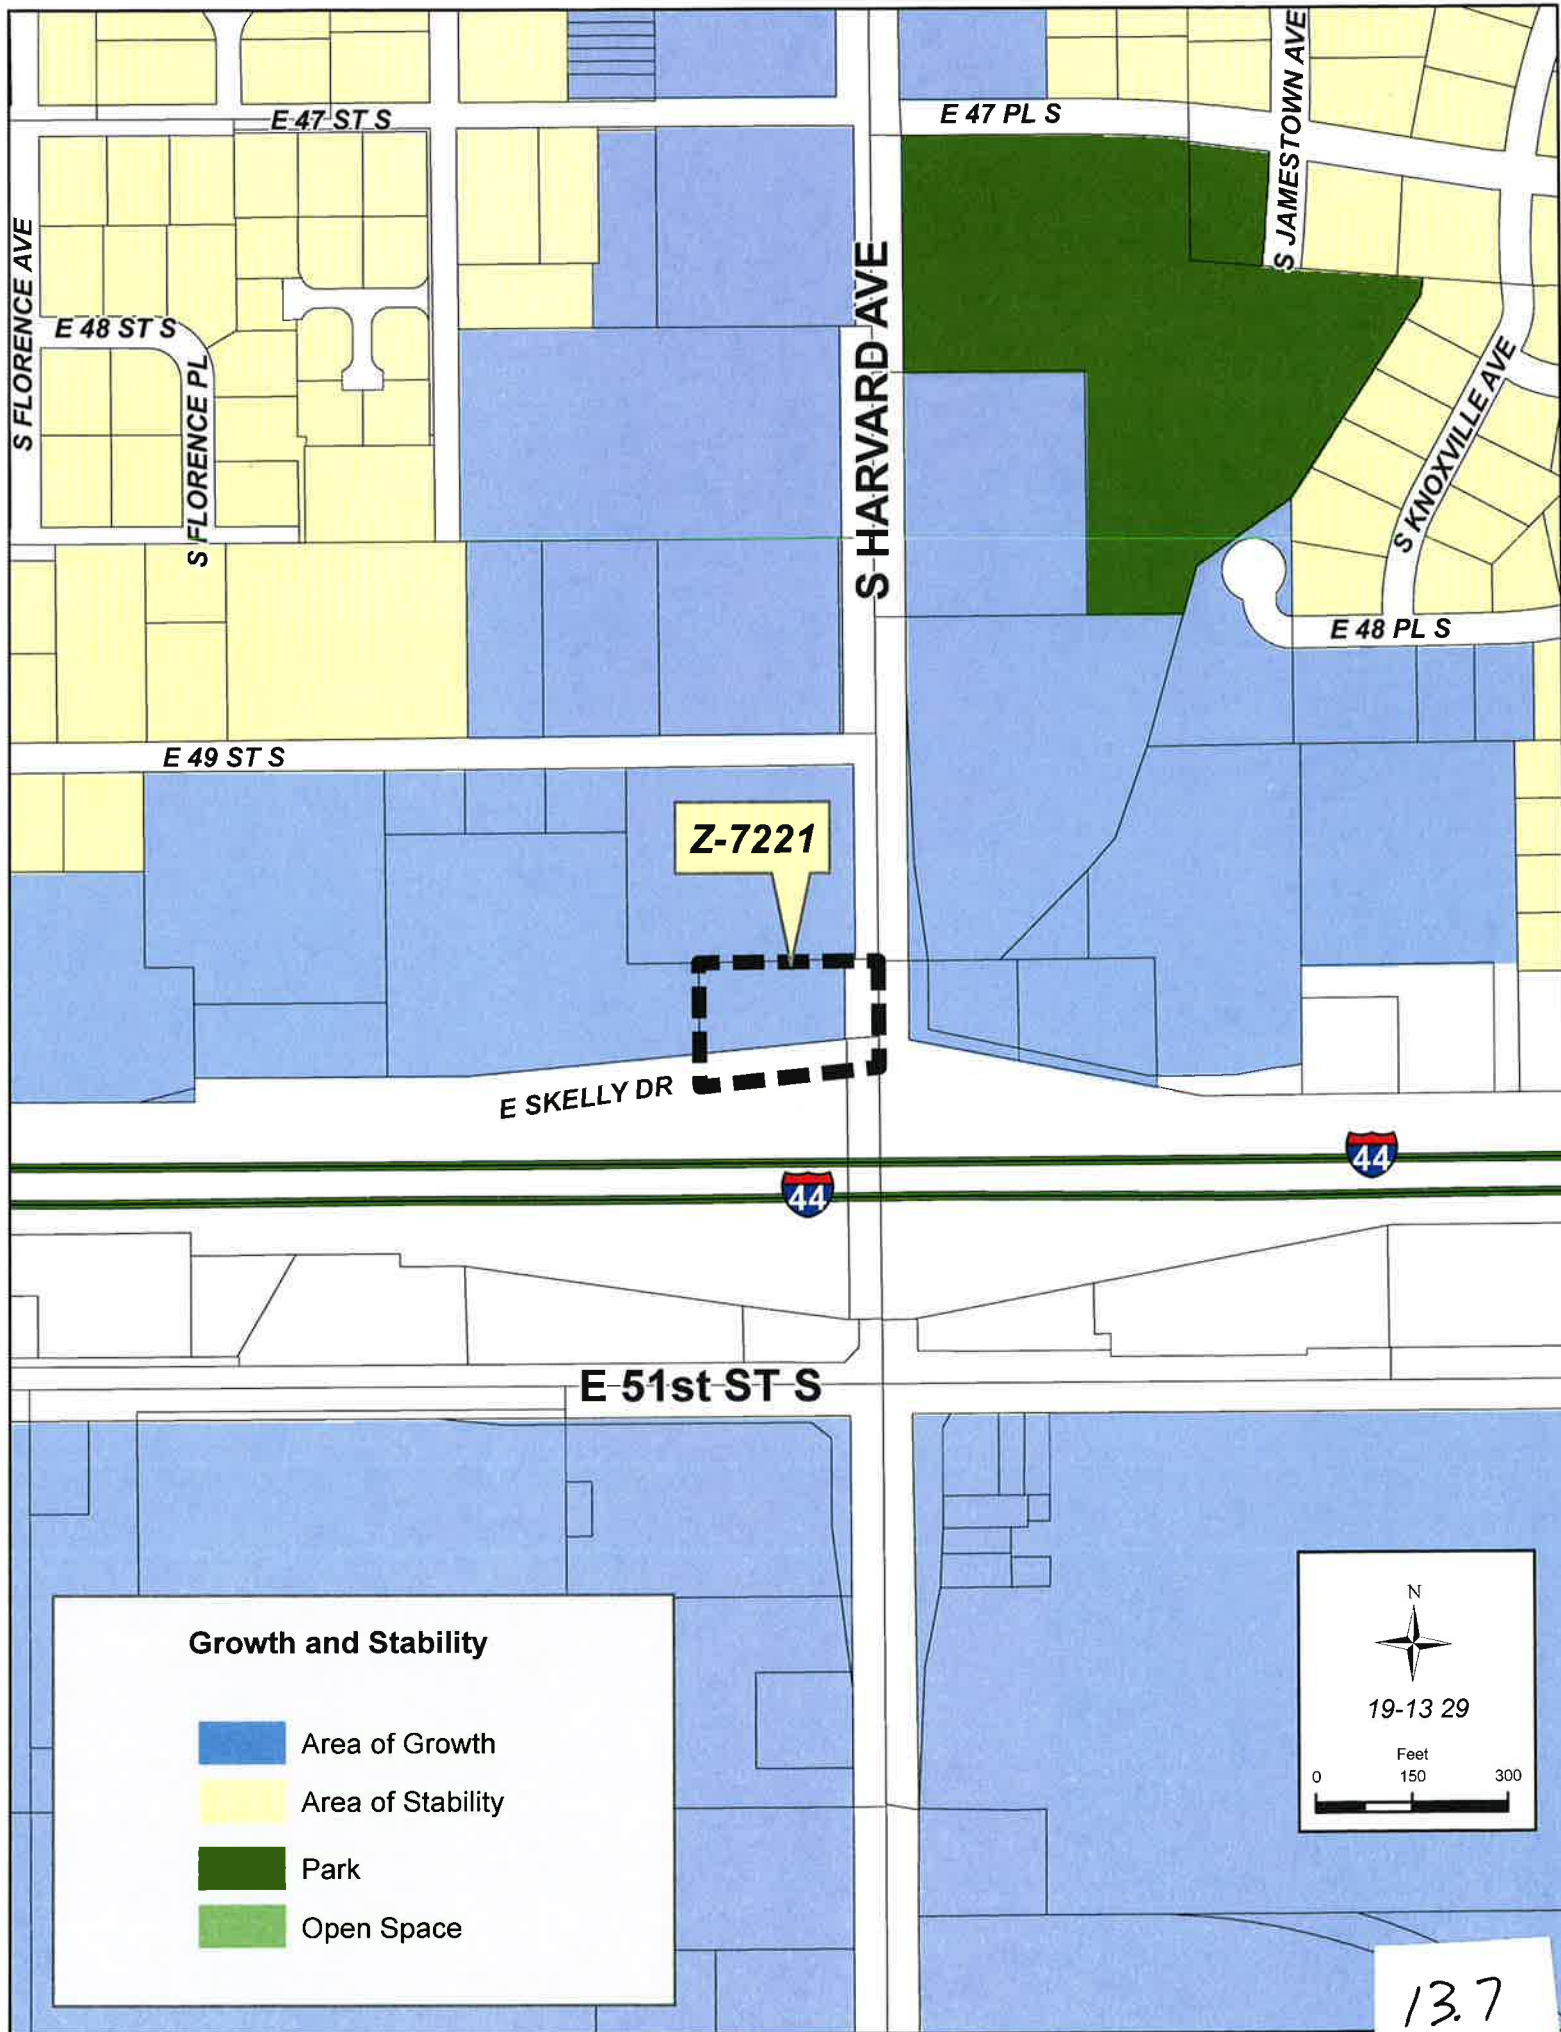 E 47 ST S
E 47 PL S
S JAMESTOWN AVE
S FLORENCE AVE
E 48 ST S
S FLORENCE PL
S HARVARD AVE
S KNOXVILLE AVE
E 48 PL S
E 49 ST S
Z-7221
E SKELLY DR
44
44
E 51st ST S
Growth and Stability
Area of Growth
Area of Stability
Park
Open Space
N
19-13 29
Feet
0 150 300
13.7